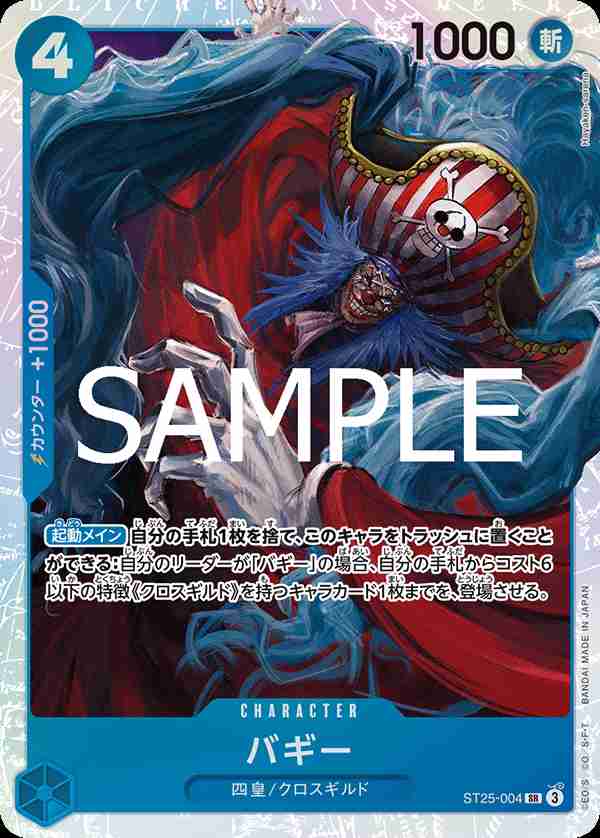 4
1000
斬
Hayaken-sarena
カウンター +1000
SAMPLE
起動メイン 自分の手札1枚を捨て、このキャラをトラッシュに置くこと
ができる:自分のリーダーが「バギー」の場合、自分の手札からコスト6
以下の特徴《クロスギルド》を持つキャラカード1枚までを、登場させる。
©E.O/S. ©O. S・F・T BANDAI MADE IN JAPAN
CHARACTER
バギー
四皇/クロスギルド
ST25-004 SR 3